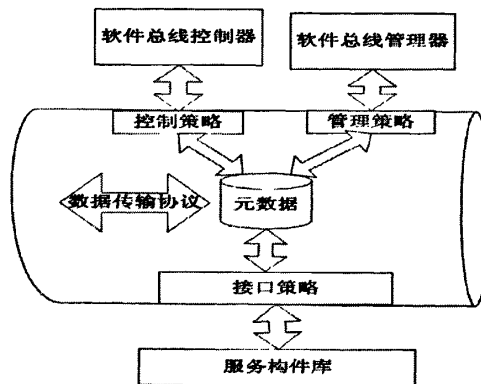 软件总线控制器
软件总线管理器
控制策略
管理策略
数据传输协议
元数据
接口策略
服务构件库